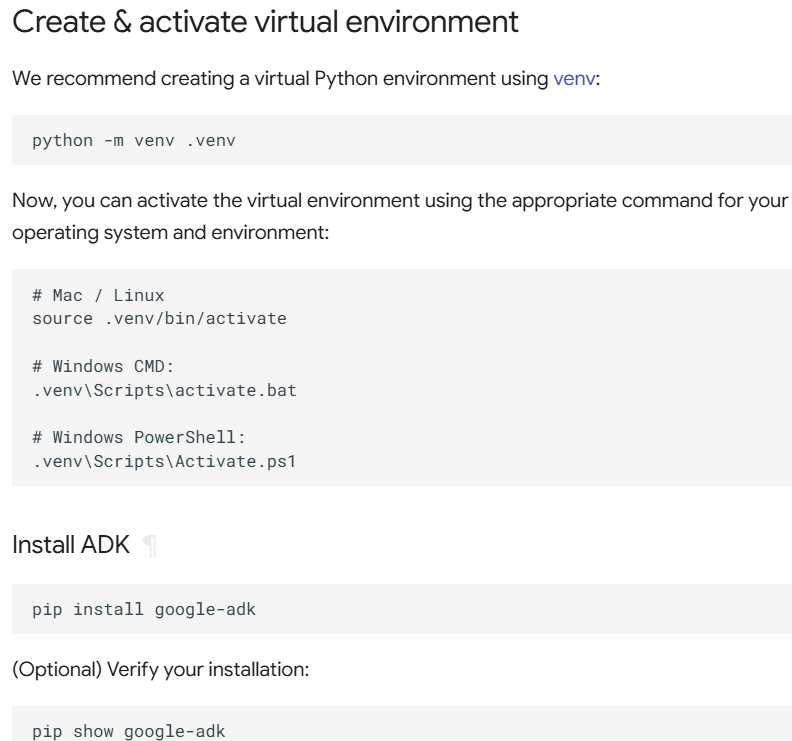 Create & activate virtual environment
We recommend creating a virtual Python environment using venv:
python -m venv .venv
Now, you can activate the virtual environment using the appropriate command for your
operating system and environment:
# Mac / Linux
source .venv/bin/activate
# Windows CMD:
.venv\Scripts\activate.bat
# Windows PowerShell:
.venv\Scripts\Activate.ps1
Install ADK ¶
pip install google-adk
(Optional) Verify your installation:
pip show google-adk